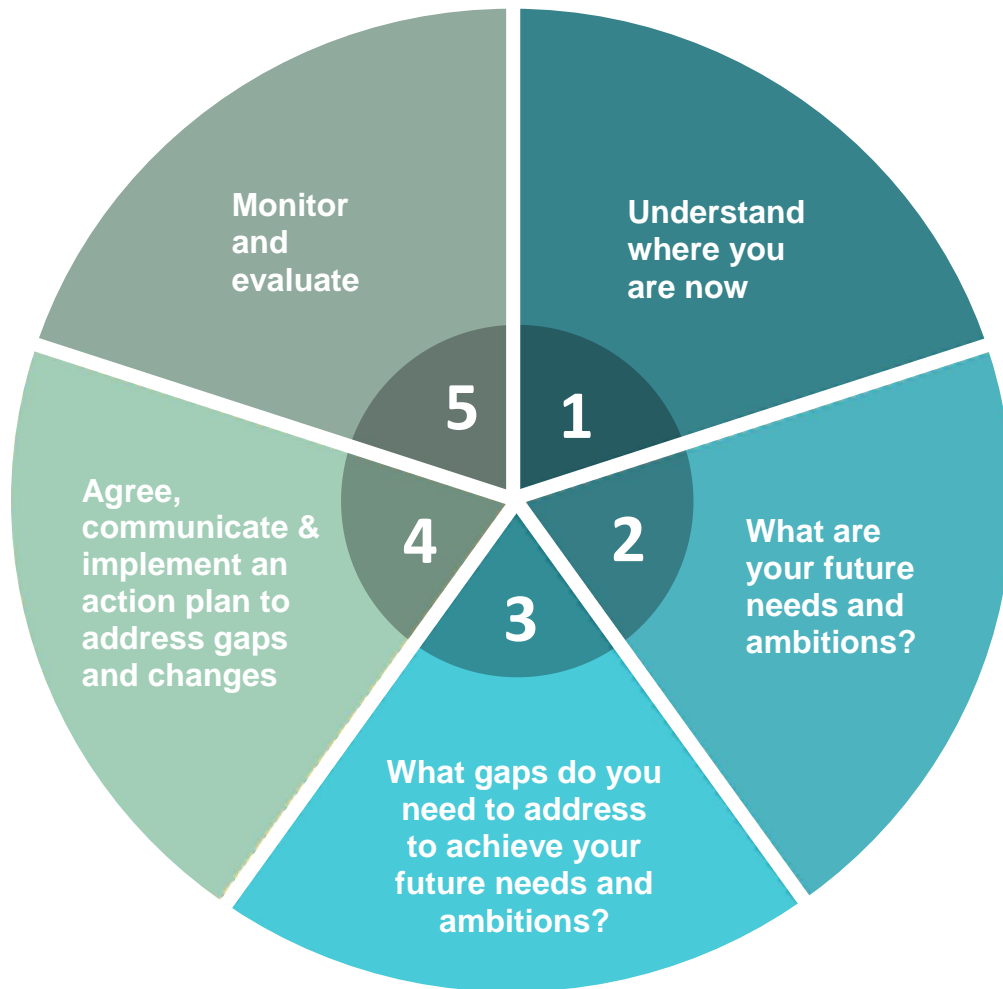 1
Understand
where you
are now
2
What are
your future
needs and
ambitions?
3
What gaps do you
need to address
to achieve your
future needs and
ambitions?
4
Agree,
communicate &
implement an
action plan to
address gaps
and changes
5
Monitor
and
evaluate